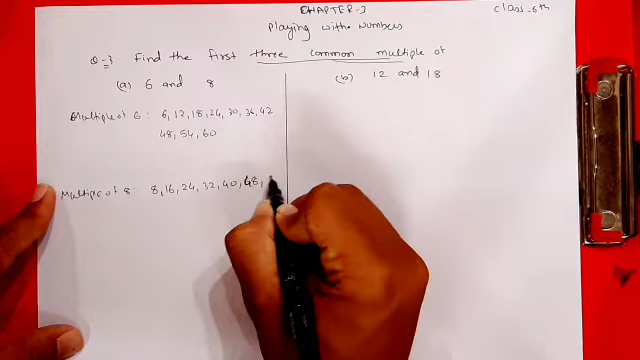 CHAPTER-3
Class-6th
Playing with Numbers
Q-3 Find the first three common multiple of
(a) 6 and 8
(b) 12 and 18
Multiple of 6: 6, 12, 18, 24, 30, 36, 42
48, 54, 60
Multiple of 8: 8, 16, 24, 32, 40, 48,